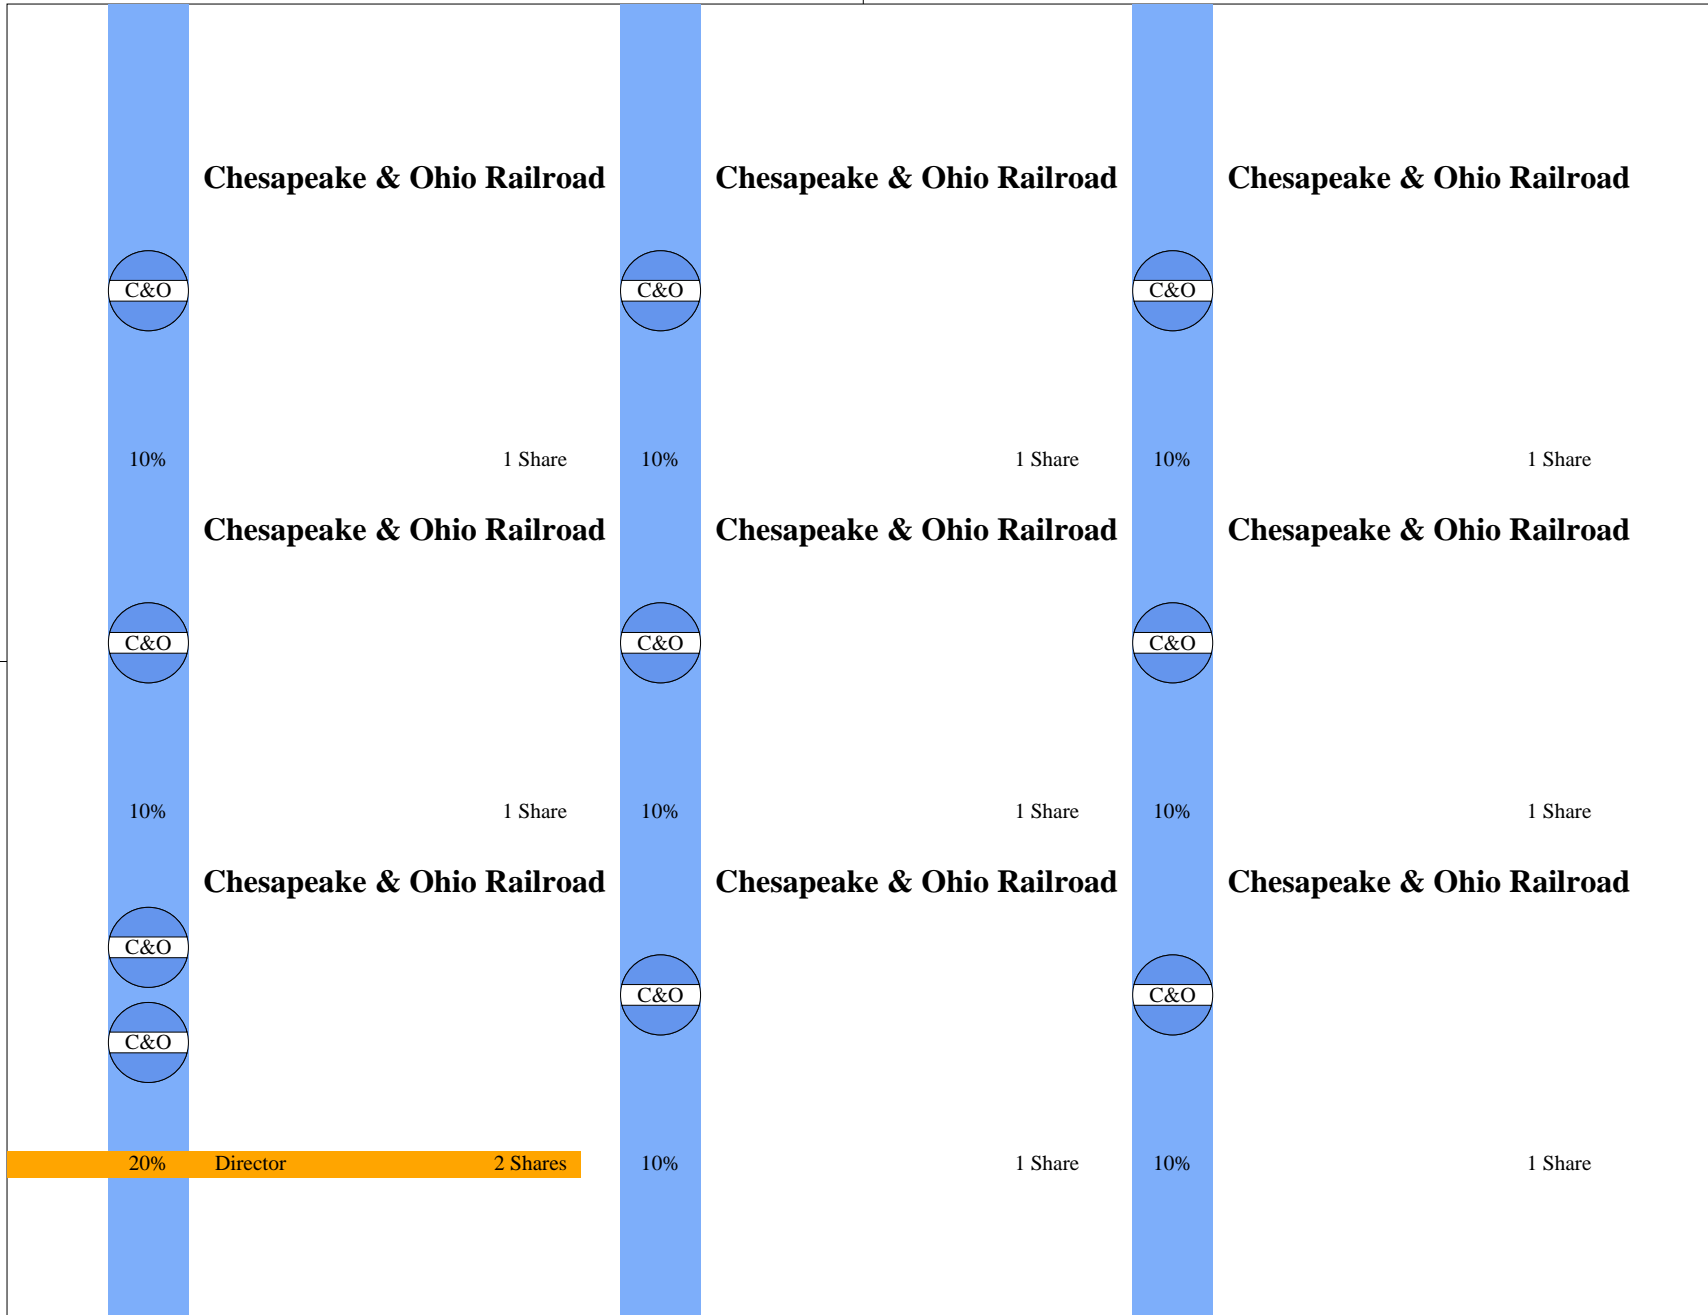 Chesapeake & Ohio Railroad Chesapeake & Ohio Railroad Chesapeake & Ohio Railroad
C&O C&O C&O
10% 1 Share 10% 1 Share 10% 1 Share
Chesapeake & Ohio Railroad Chesapeake & Ohio Railroad Chesapeake & Ohio Railroad
C&O C&O C&O
10% 1 Share 10% 1 Share 10% 1 Share
Chesapeake & Ohio Railroad Chesapeake & Ohio Railroad Chesapeake & Ohio Railroad
C&O
C&O C&O
C&O
20% Director 2 Shares 10% 1 Share 10% 1 Share